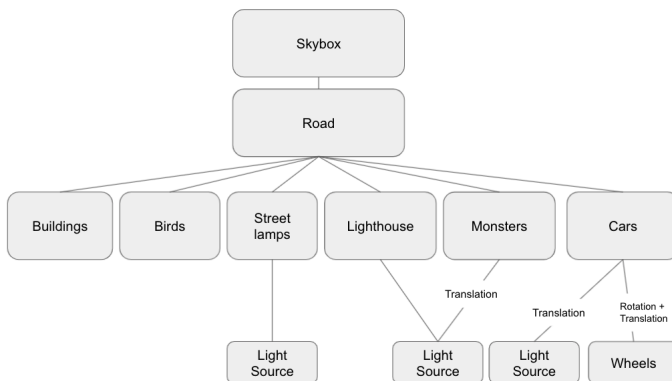 Skybox
Road
Buildings
Birds
Street
lamps
Lighthouse
Monsters
Cars
Translation
Translation
Rotation +
Translation
Light
Source
Light
Source
Light
Source
Wheels